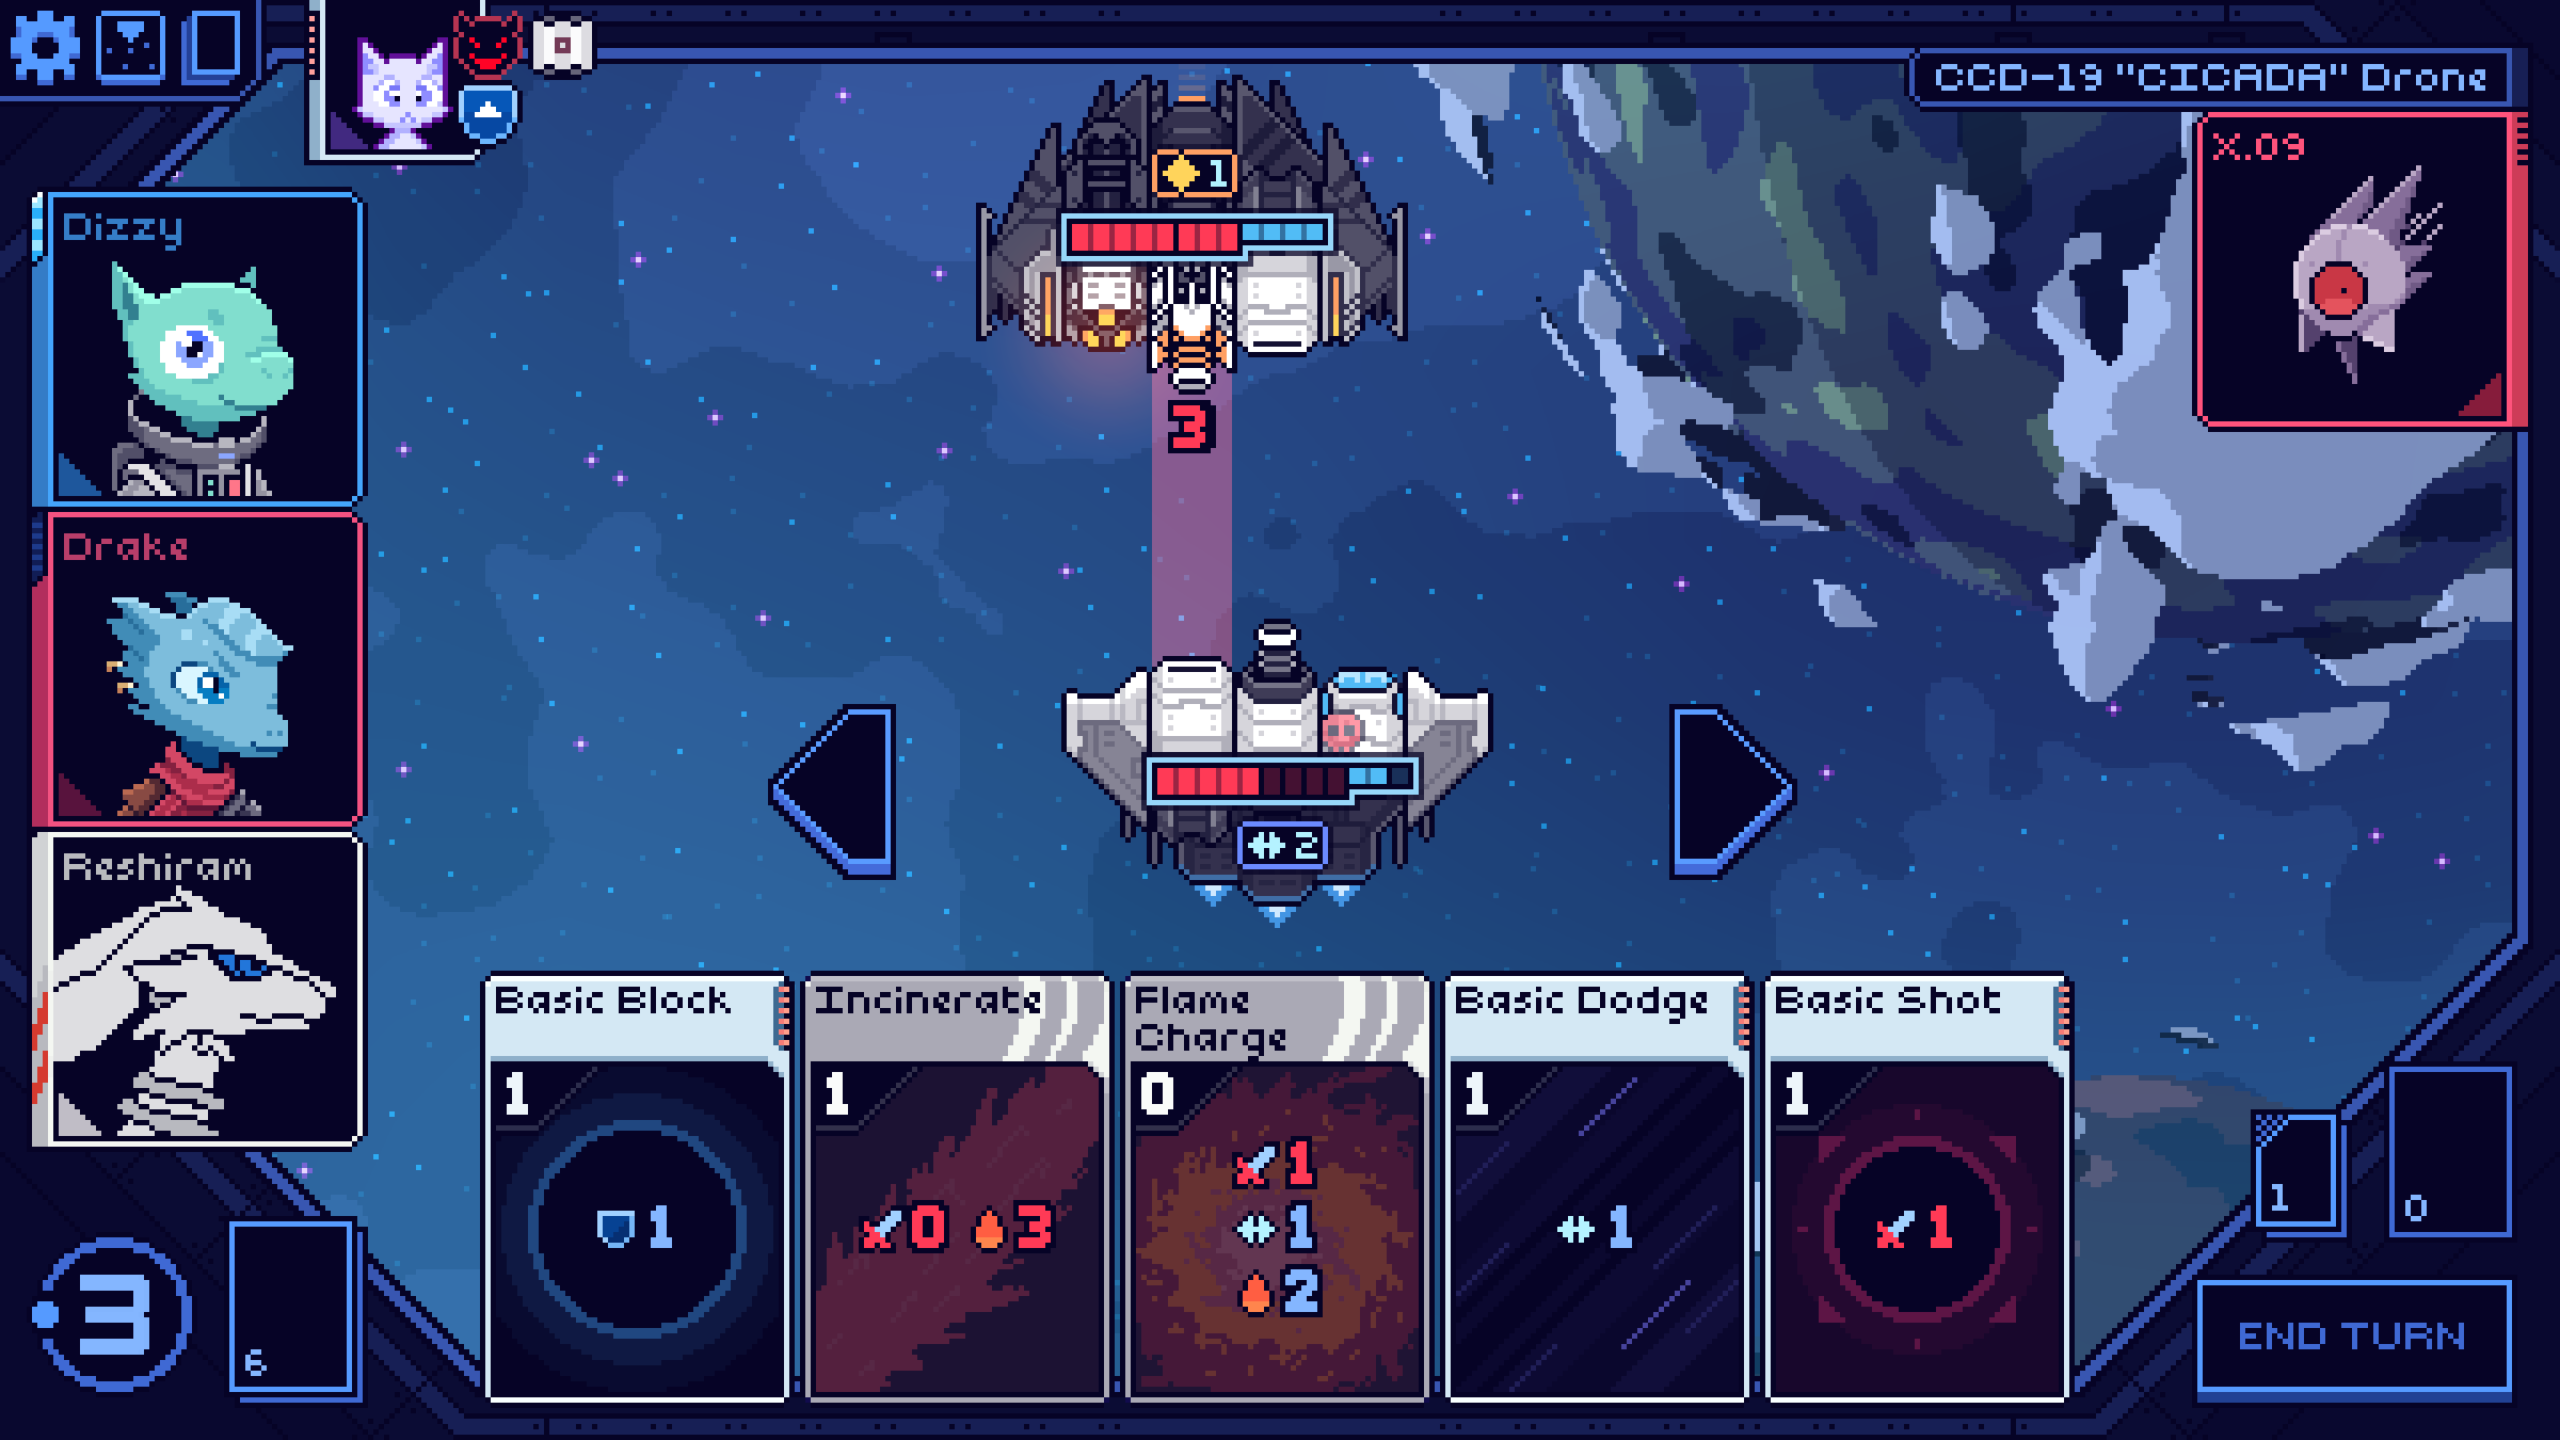 CCD-19 "CICADA" Drone
X.09
1
Dizzy
3
Drake
2
Reshiram
Basic Block
1
1
Incinerate
1
0 3
Flame
Charge
0
1
1
2
Basic Dodge
1
1
Basic Shot
1
1
3
6
1
0
END TURN